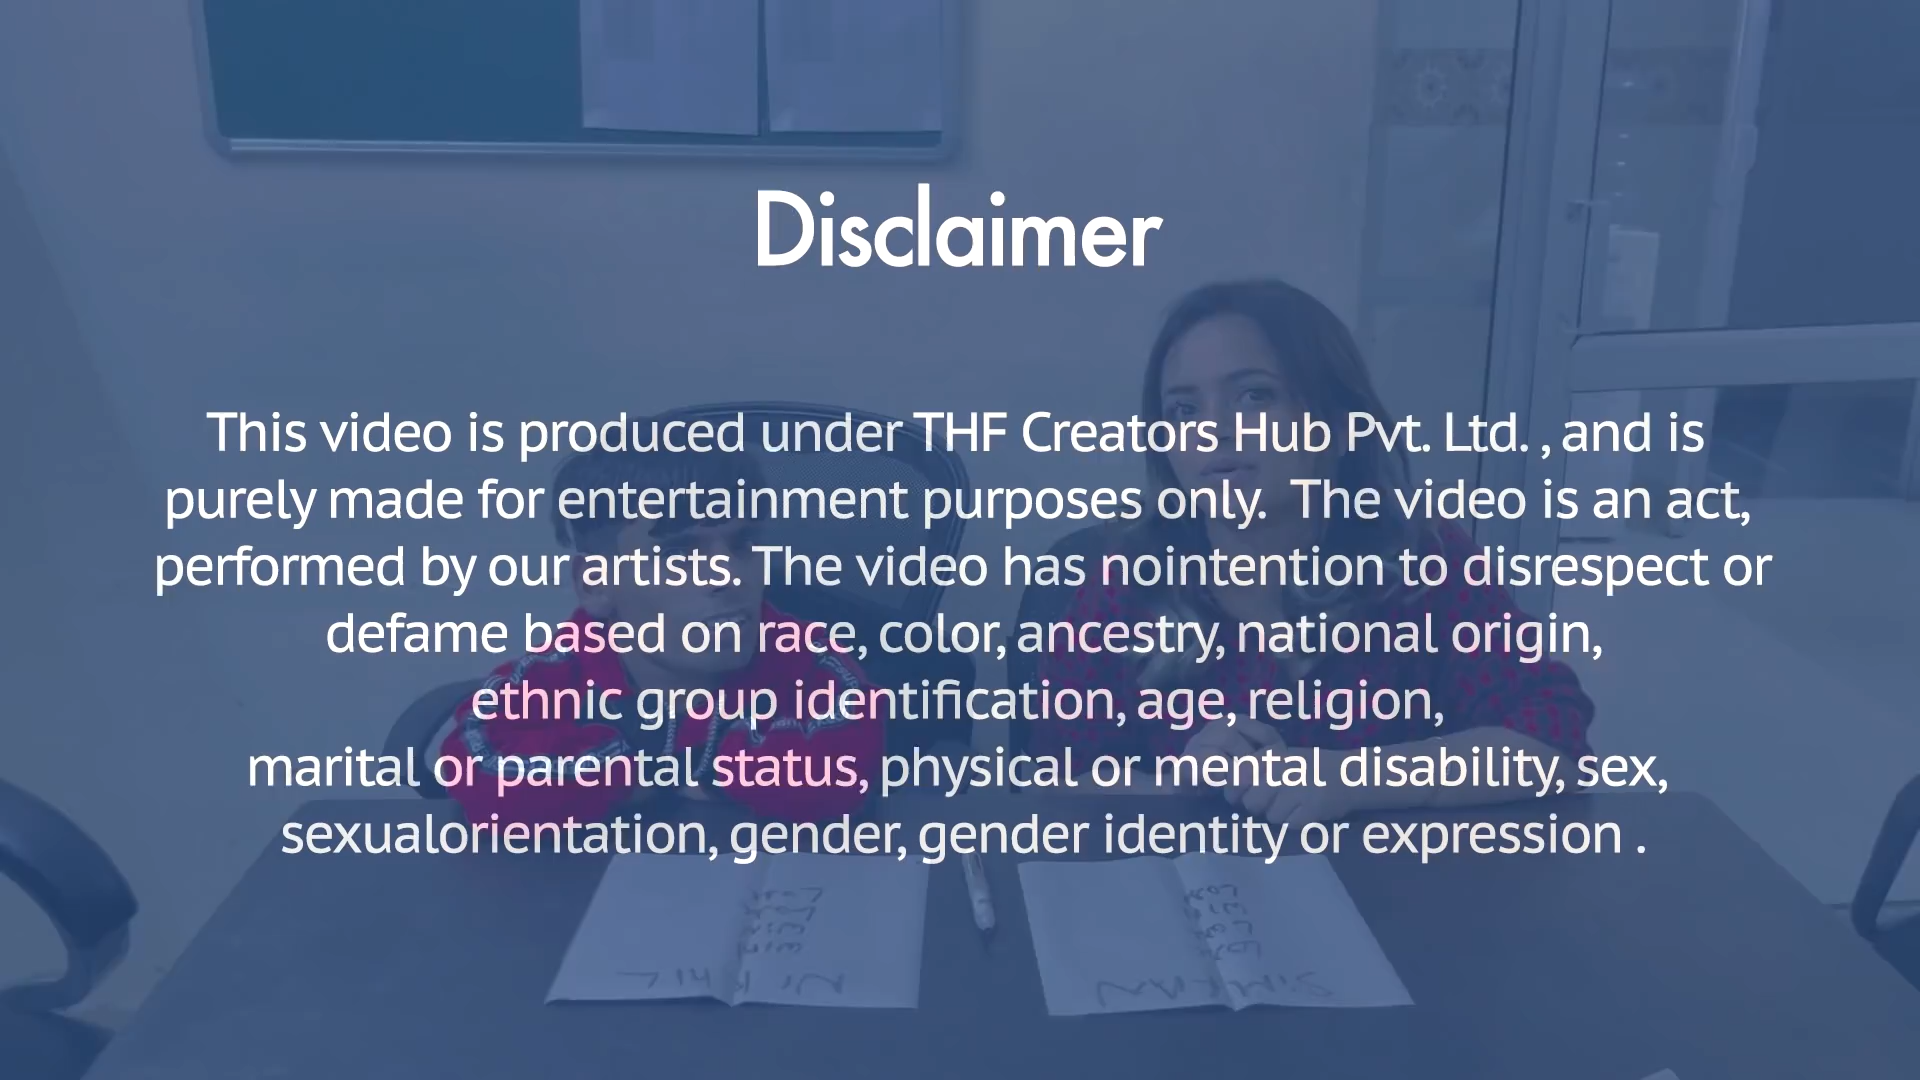 Disclaimer
This video is produced under THF Creators Hub Pvt. Ltd. , and is
purely made for entertainment purposes only.  The video is an act,
performed by our artists. The video has nointention to disrespect or
defame based on race, color, ancestry, national origin,
ethnic group identification, age, religion,
marital or parental status, physical or mental disability, sex,
sexualorientation, gender, gender identity or expression .